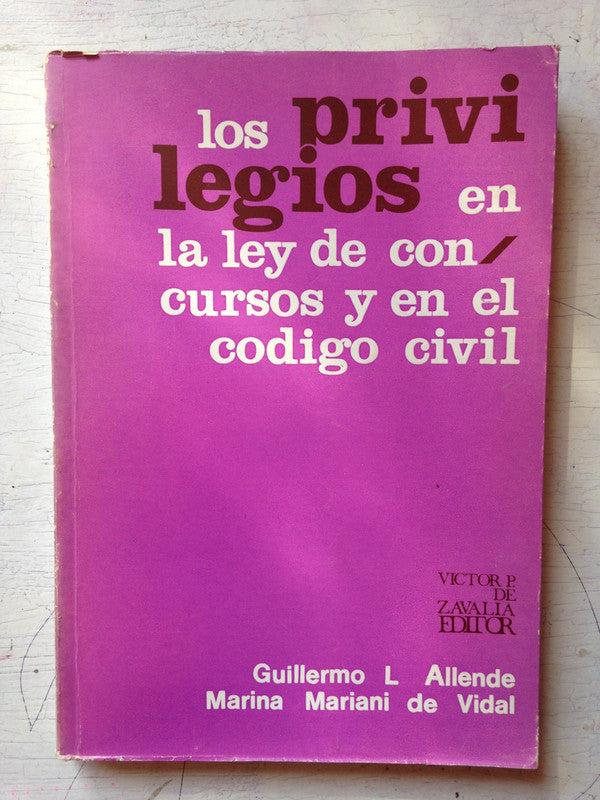 los privi
legios en
la ley de con/
cursos y en el
codigo civil
VICTOR P.
DE
ZAVALIA
EDITOR
Guillermo L Allende
Marina Mariani de Vidal